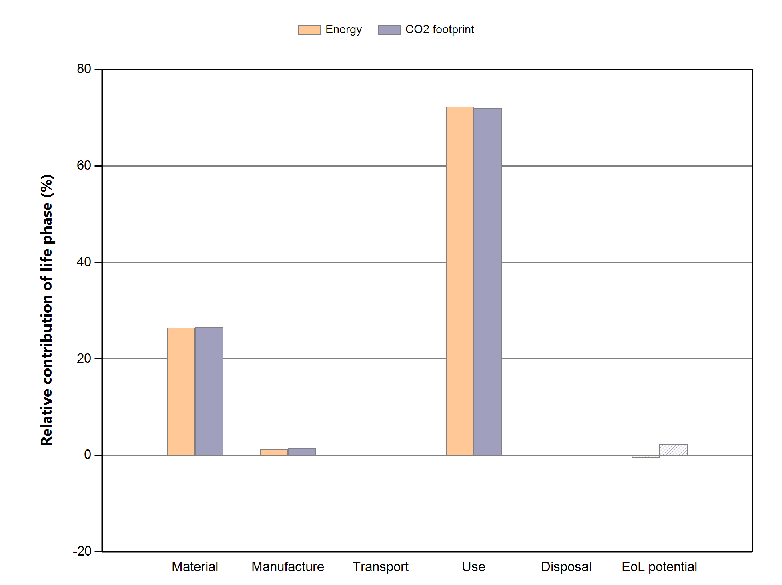 Energy CO2 footprint
Relative contribution of life phase (%)
80
60
40
20
0
-20
Material Manufacture Transport Use Disposal EoL potential